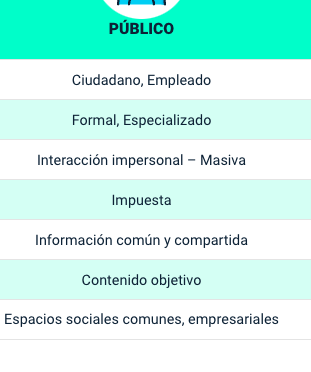 PÚBLICO
Ciudadano, Empleado
Formal, Especializado
Interacción impersonal – Masiva
Impuesta
Información común y compartida
Contenido objetivo
Espacios sociales comunes, empresariales